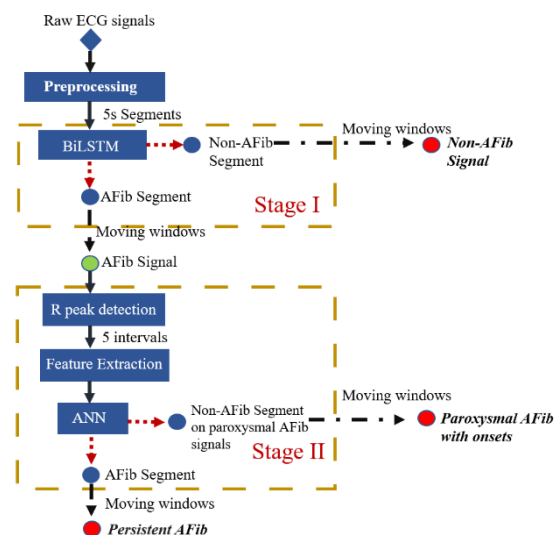 Raw ECG signals
Preprocessing
5s Segments
BiLSTM
Non-AFib
Segment
Moving windows
Non-AFib
Signal
AFib Segment
Stage I
Moving windows
AFib Signal
R peak detection
5 intervals
Feature Extraction
ANN
Non-AFib Segment
on paroxysmal AFib
signals
Moving windows
Paroxysmal AFib
with onsets
Stage II
AFib Segment
Moving windows
Persistent AFib